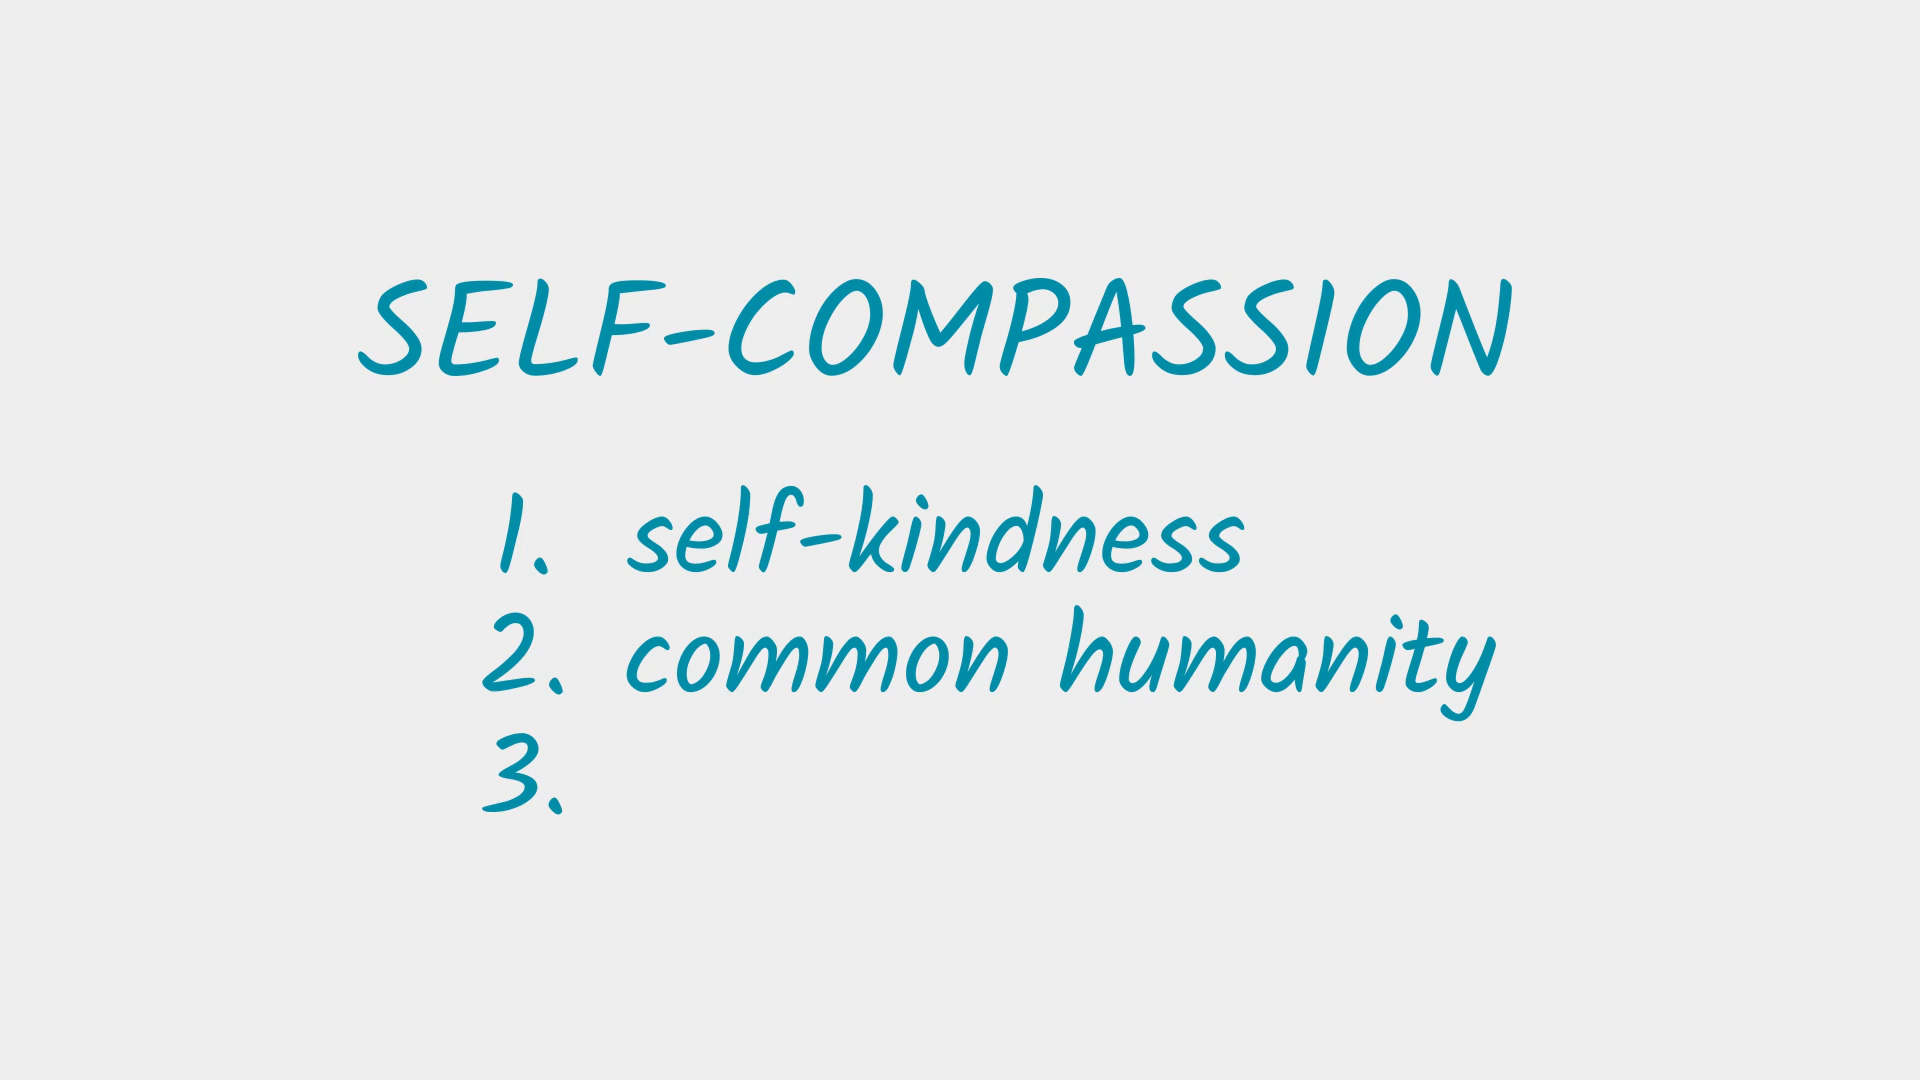 SELF-COMPASSION
1. self-kindness
2. common humanity
3.